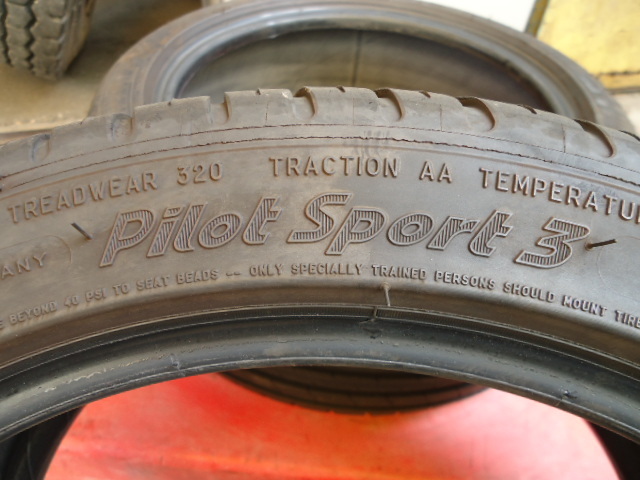 TREADWEAR 320 TRACTION AA TEMPERATU
ANY Pilot Sport 3
S BEYOND 40 PSI TO SEAT BEADS -- ONLY SPECIALLY TRAINED PERSONS SHOULD MOUNT TIRE